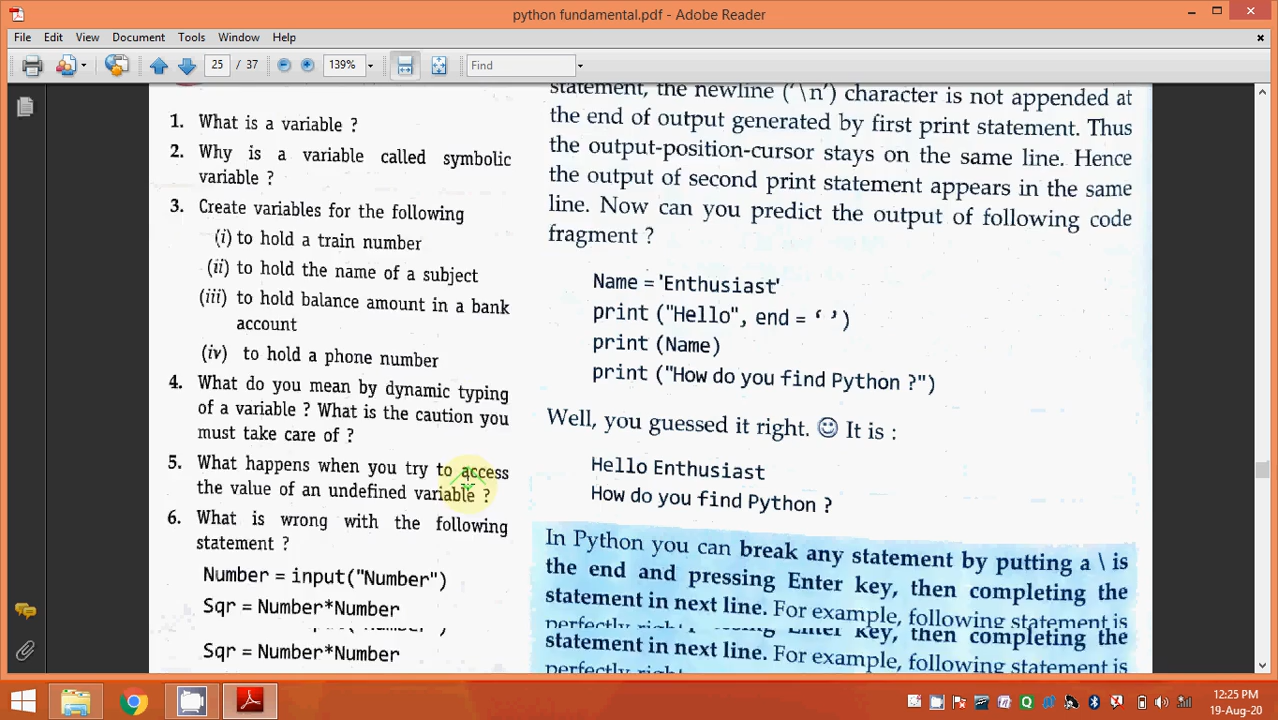 python fundamental.pdf - Adobe Reader
File Edit View Document Tools Window Help
25 / 37 139% Find
1. What is a variable ?
2. Why is a variable called symbolic
variable ?
3. Create variables for the following
(i) to hold a train number
(ii) to hold the name of a subject
(iii) to hold balance amount in a bank
account
(iv) to hold a phone number
4. What do you mean by dynamic typing
of a variable ? What is the caution you
must take care of ?
5. What happens when you try to access
the value of an undefined variable ?
6. What is wrong with the following
statement ?
Number = input("Number")
Sqr = Number*Number
Sqr = Number*Number
statement, the newline ('\n') character is not appended at
the end of output generated by first print statement. Thus
the output-position-cursor stays on the same line. Hence
the output of second print statement appears in the same
line. Now can you predict the output of following code
fragment ?
Name = 'Enthusiast'
print ("Hello", end = ‘ ’)
print (Name)
print ("How do you find Python ?")
Well, you guessed it right. ☺ It is :
Hello Enthusiast
How do you find Python ?
In Python you can break any statement by putting a \ is
the end and pressing Enter key, then completing the
statement in next line. For example, following statement is
perfectly right
Enter key, then completing the
statement in next line. For example, following statement is
12:25 PM
19-Aug-20